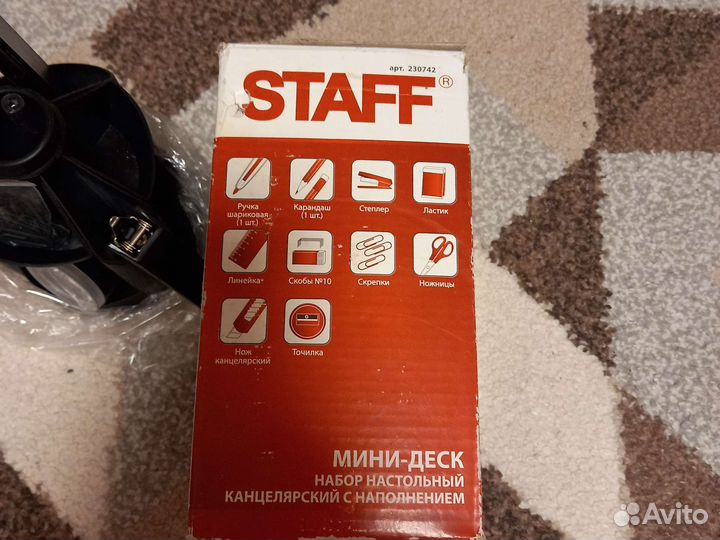 арт. 230742
STAFF®
Ручка
шариковая
(1 шт.)
Карандаш
(1 шт.)
Степлер
Ластик
Линейка*
Скобы №10
Скрепки
Ножницы
Нож
канцелярский
Точилка
МИНИ-ДЕСК
НАБОР НАСТОЛЬНЫЙ
КАНЦЕЛЯРСКИЙ С НАПОЛНЕНИЕМ
Avito